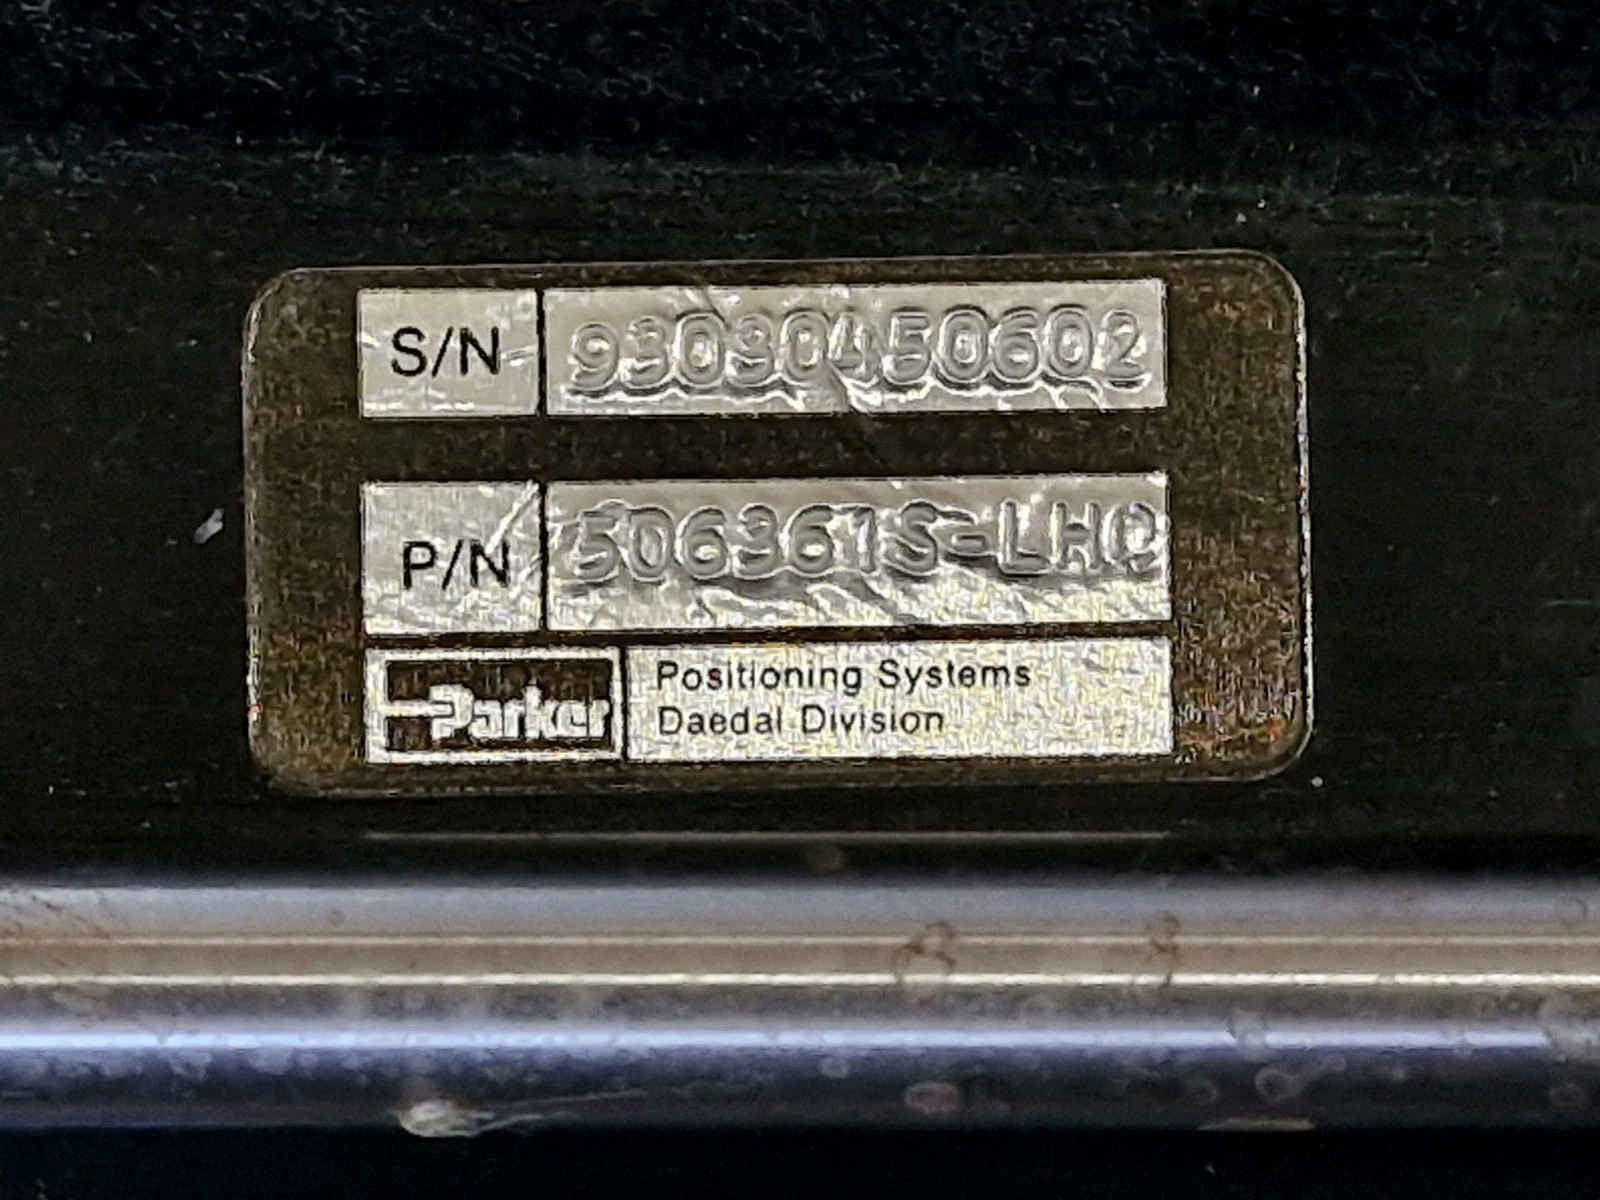 S/N 93030450602
P/N 506361S-LHC
Parker
Positioning Systems
Daedal Division